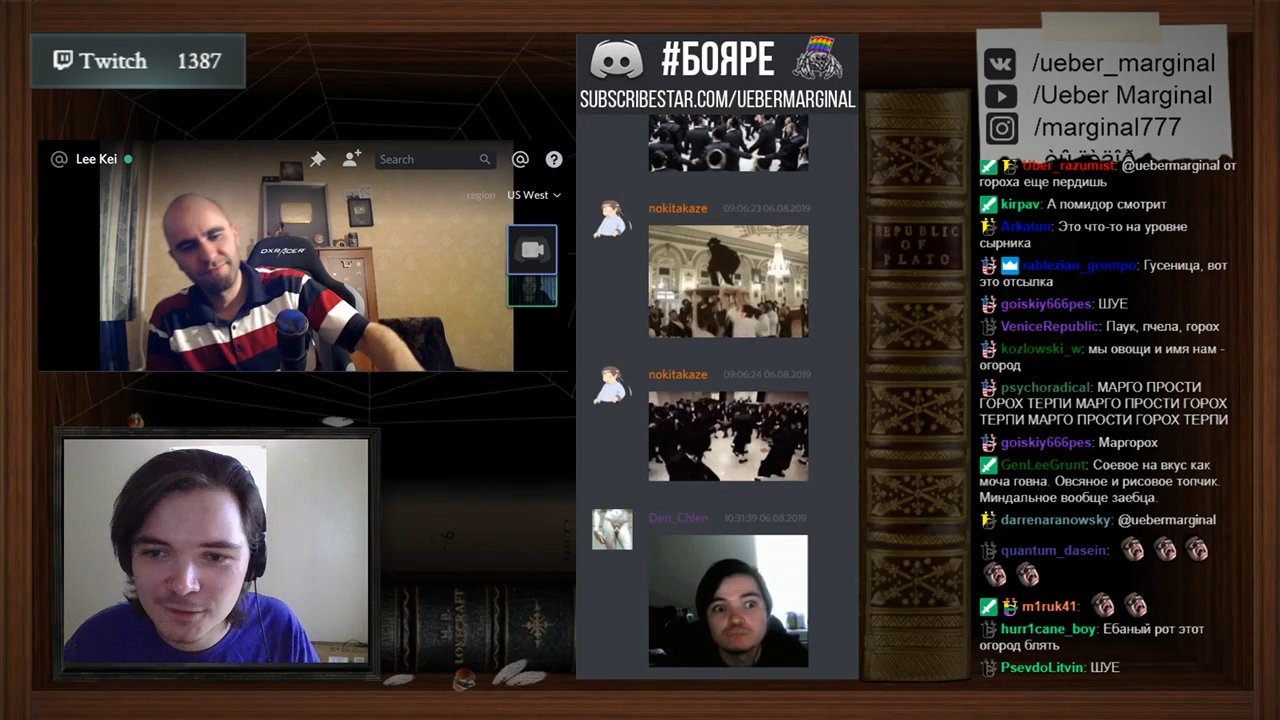 Twitch 1387
Lee Kei
Search
region US West
DXRACER
H.P. LOVECRAFT
#БОЯРЕ
SUBSCRIBESTAR.COM/UEBERMARGINAL
nokitakaze 09:06:23 06.08.2019
nokitakaze 09:06:24 06.08.2019
Den_Chlen 10:31:39 06.08.2019
REPUBLIC
OF
PLATO
/ueber_marginal
/Ueber Marginal
/marginal777
Uber_razumist: @uebermarginal от
гороха еще пердишь
kirpav: А помидор смотрит
Arkatun: Это что-то на уровне
сырника
rablezian_grompo: Гусеница, вот
это отсылка
goiskiy666pes: ШУЕ
VeniceRepublic: Паук, пчела, горох
kozlowski_w: мы овощи и имя нам -
огород
psychoradical: МАРГО ПРОСТИ
ГОРОХ ТЕРПИ МАРГО ПРОСТИ ГОРОХ
ТЕРПИ МАРГО ПРОСТИ ГОРОХ ТЕРПИ
goiskiy666pes: Маргорох
GenLeeGrunt: Соевое на вкус как
моча говна. Овсяное и рисовое топчик.
Миндальное вообще заебца.
darrenaranowsky: @uebermarginal
quantum_dasein:
m1ruk41:
hurr1cane_boy: Ебаный рот этот
огород блять
PsevdoLitvin: ШУЕ